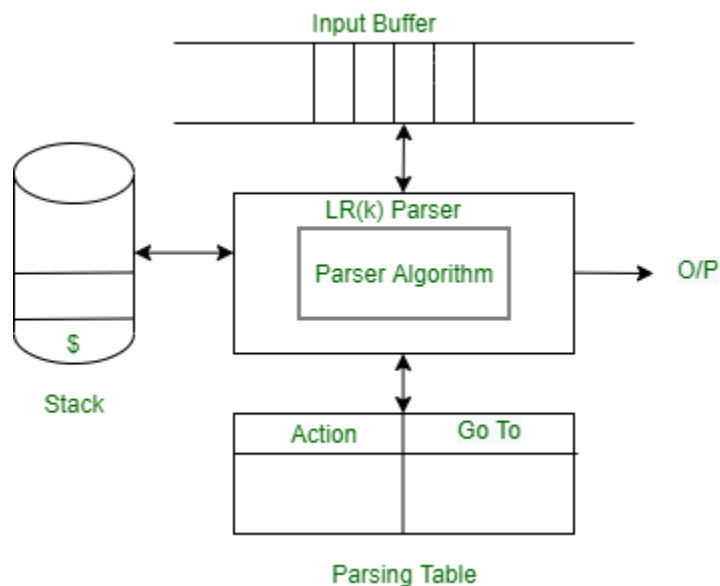 Input Buffer
LR(k) Parser
Parser Algorithm
O/P
$
Stack
Action
Go To
Parsing Table